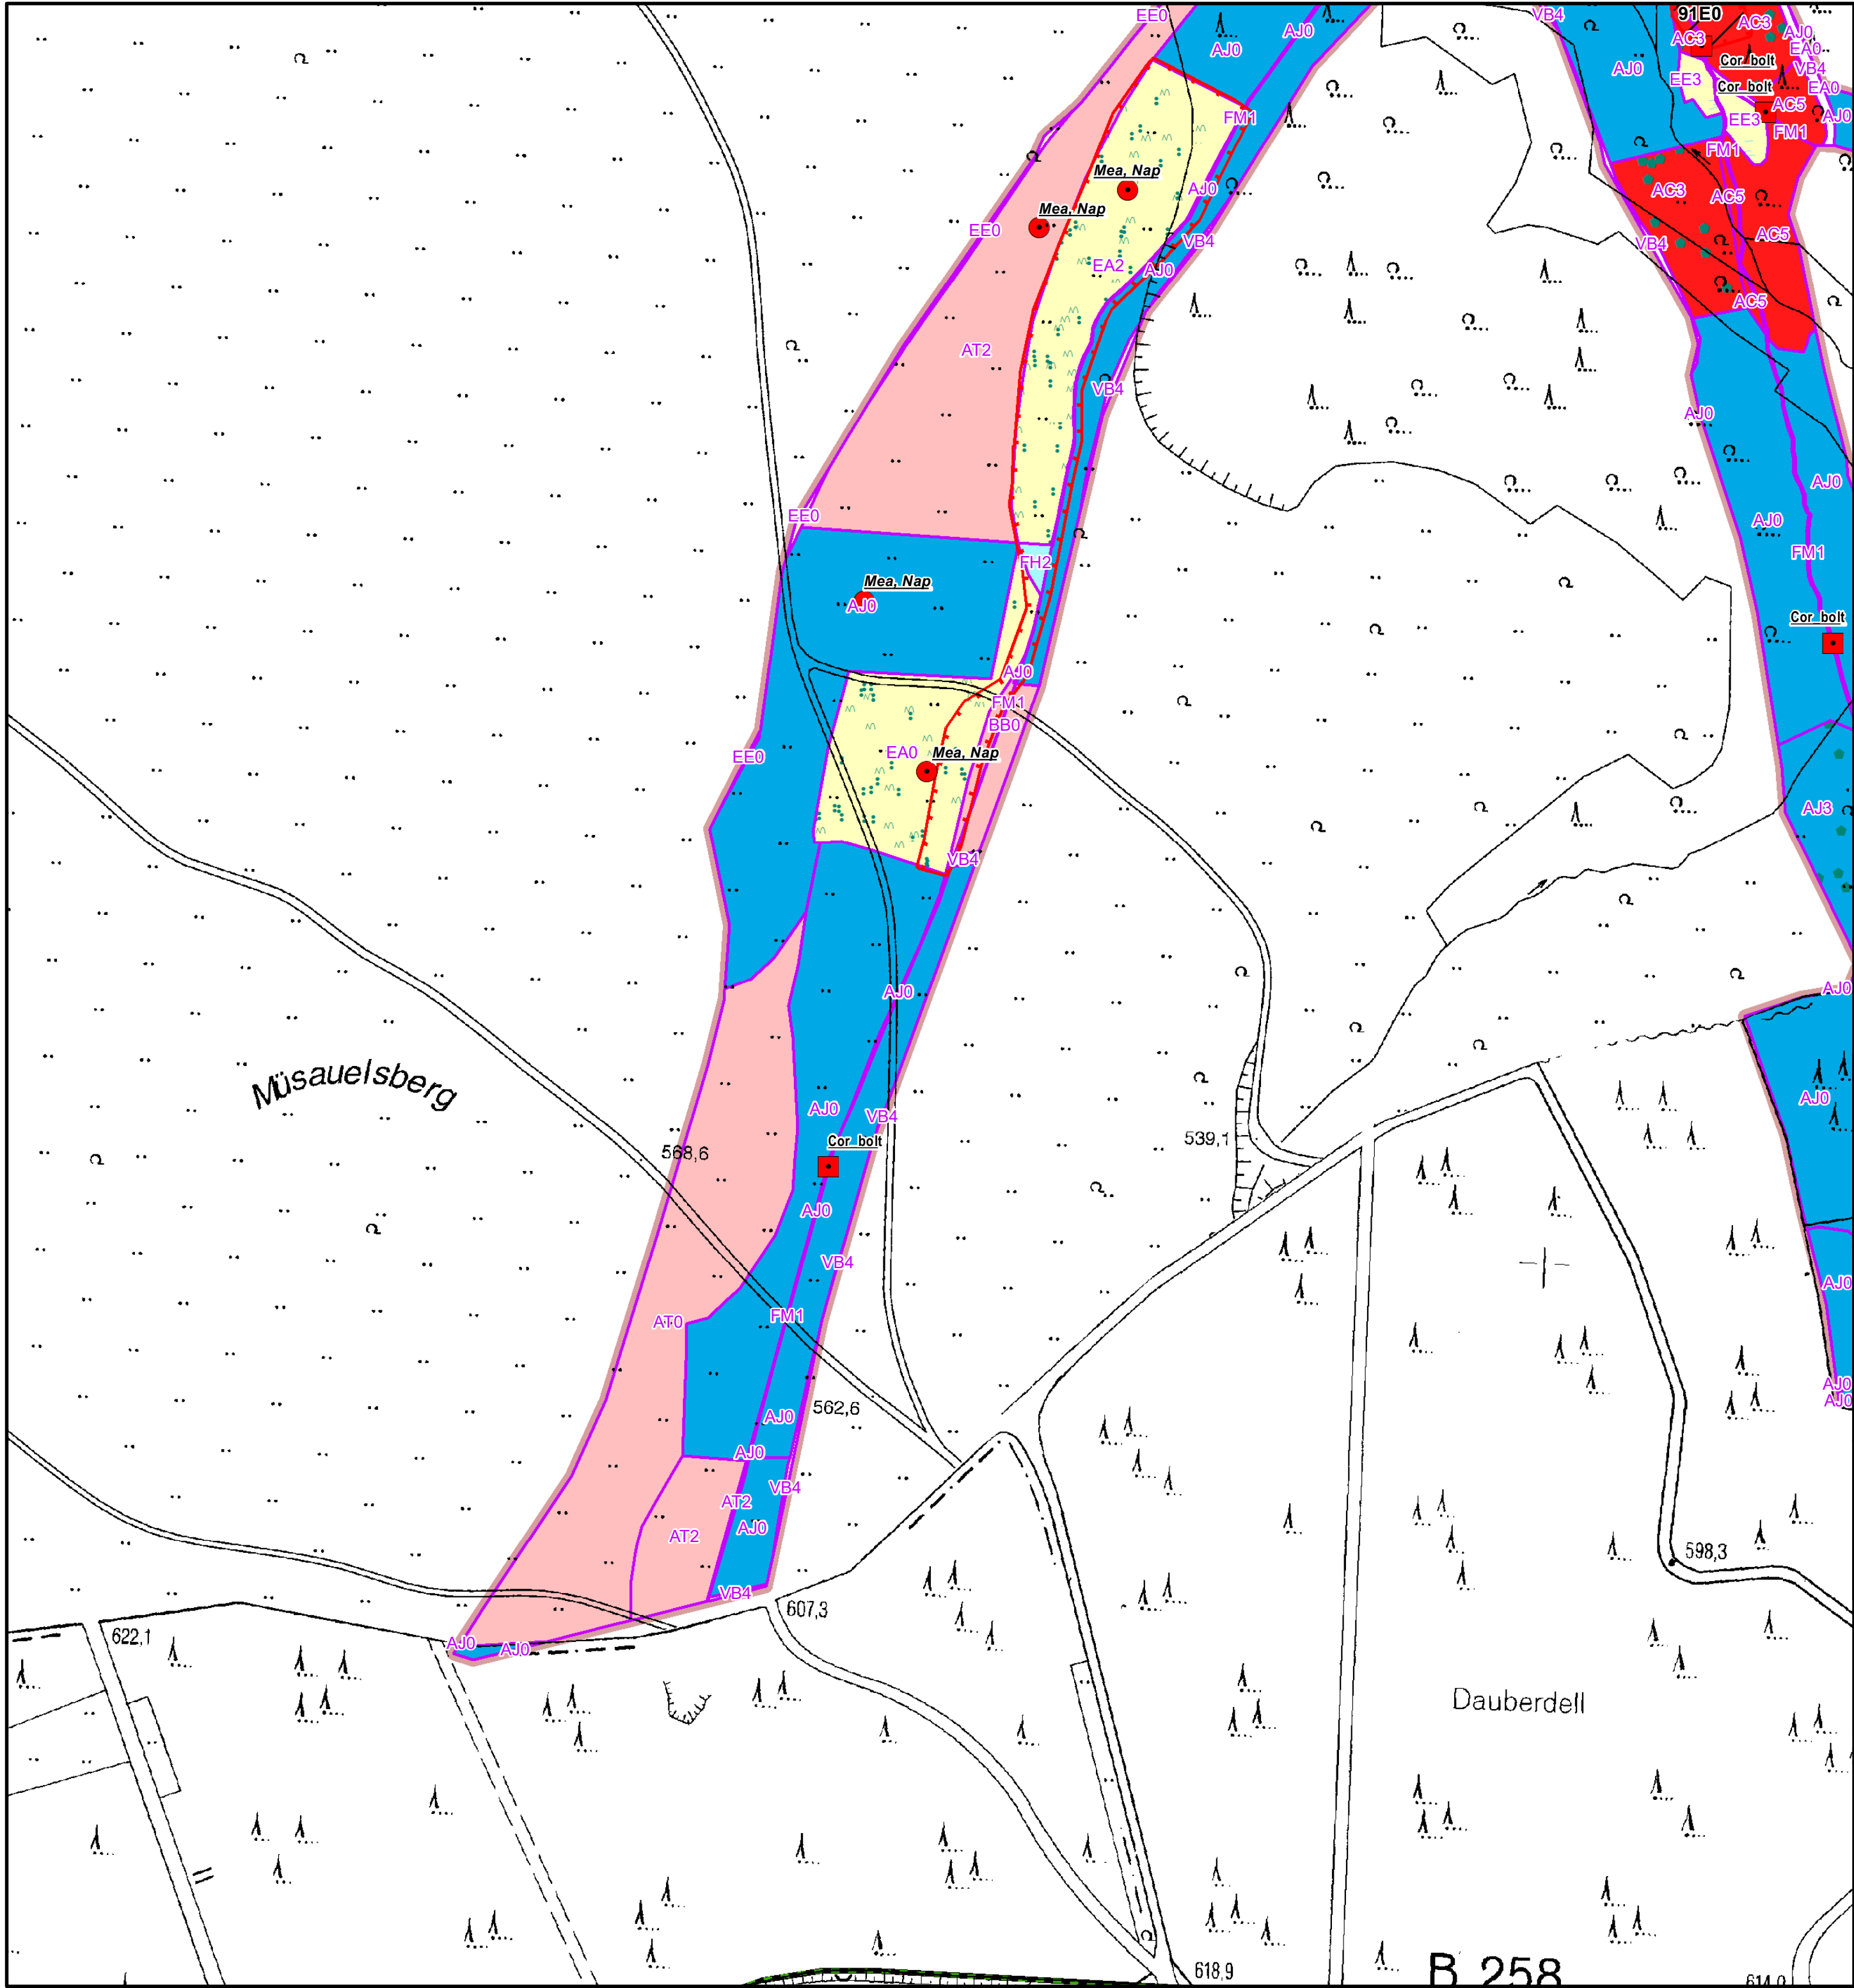 EE0
AJ0
AJ0
VB4
91E0
AC3
AC3
AJ0
EA0
Cor_bolt
AJ0
VB4
EE3
Cor_bolt
EA0
AC5
AJ0
FM1
EE3
FM1
FM1
Mea, Nap
AJ0
AC3
AC5
Mea, Nap
EE0
VB4
AC5
VB4
EA2
AJ0
AC5
AT2
VB4
AJ0
AJ0
EE0
AJ0
FH2
FM1
Mea, Nap
AJ0
Cor_bolt
AJ0
FM1
BB0
EE0
EA0
Mea, Nap
AJ3
VB4
AJ0
AJ0
Müsauelsberg
AJ0
AJ0
VB4
Cor_bolt
539,1
568,6
AJ0
VB4
AJ0
FM1
AT0
AJ0
AJ0
562,6
AJ0
AJ0
VB4
AT2
AJ0
AT2
598,3
VB4
607,3
622,1
AJ0
AJ0
Dauberdell
618,9
B 258
614,0